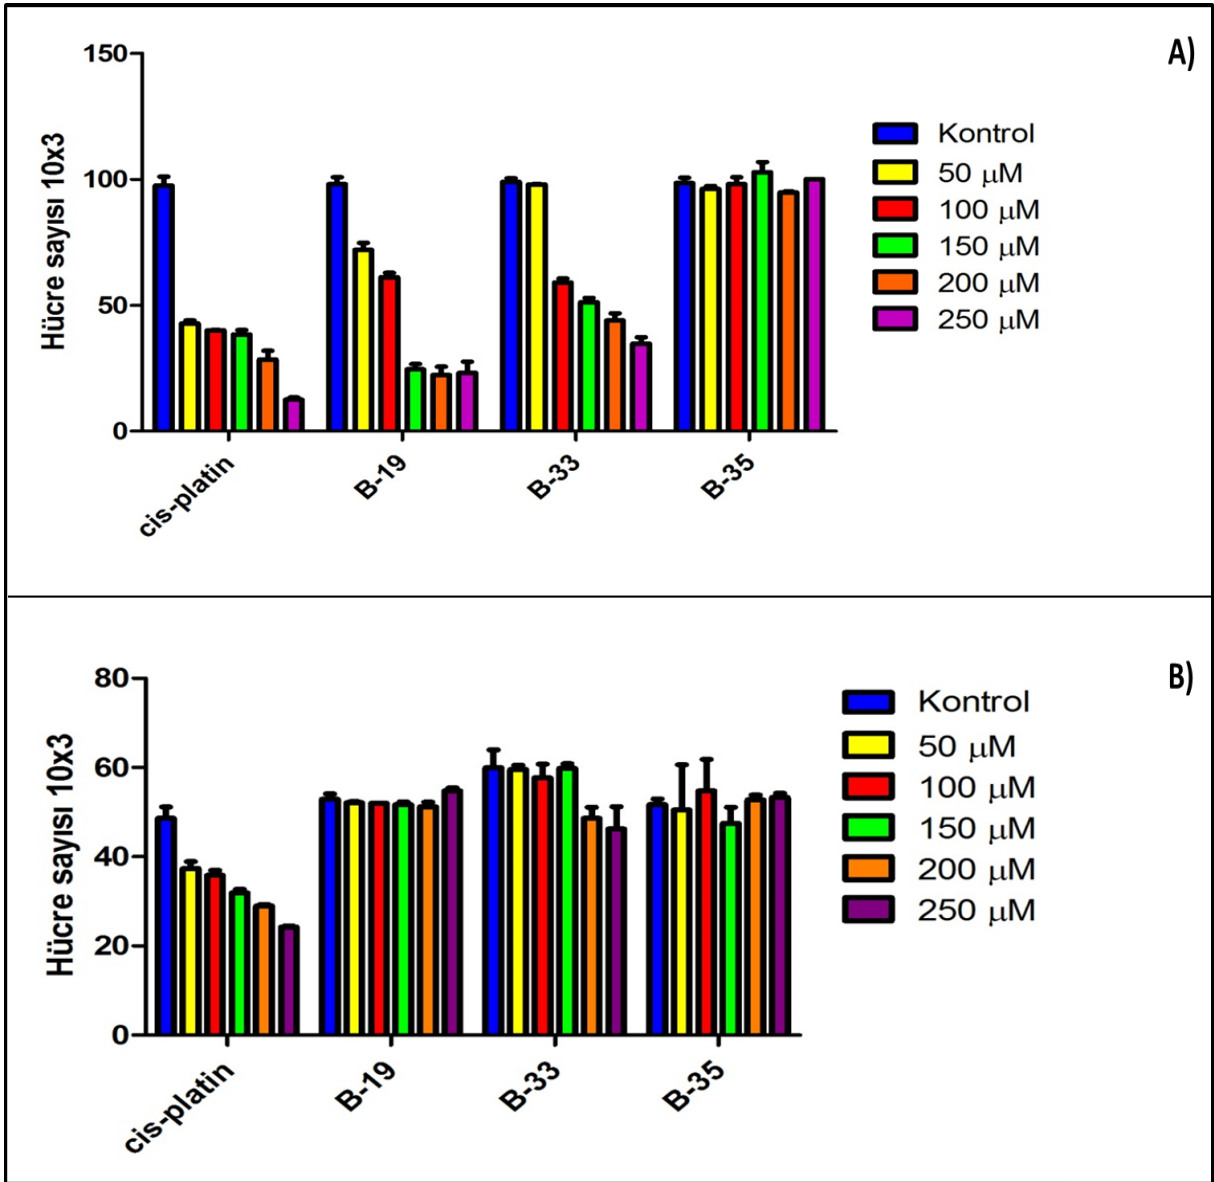 A)
Hücre sayısı 10x3
150
100
50
0
cis-platin
B-19
B-33
B-35
Kontrol
50 µM
100 µM
150 µM
200 µM
250 µM
B)
Hücre sayısı 10x3
80
60
40
20
0
cis-platin
B-19
B-33
B-35
Kontrol
50 µM
100 µM
150 µM
200 µM
250 µM